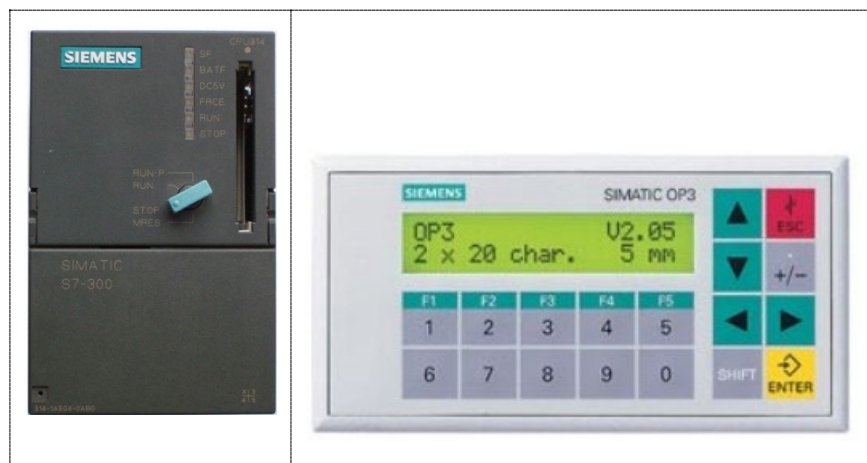 SIEMENS
CPU314
SF
BATF
DC5V
FRCE
RUN
STOP
RUN-P
RUN
STOP
MRES
SIMATIC
S7-300
SIEMENS
SIMATIC OP3
OP3 V2.05
2 x 20 char. 5 mm
F1 F2 F3 F4 F5
1 2 3 4 5
6 7 8 9 0
ESC
+/-
SHIFT
ENTER